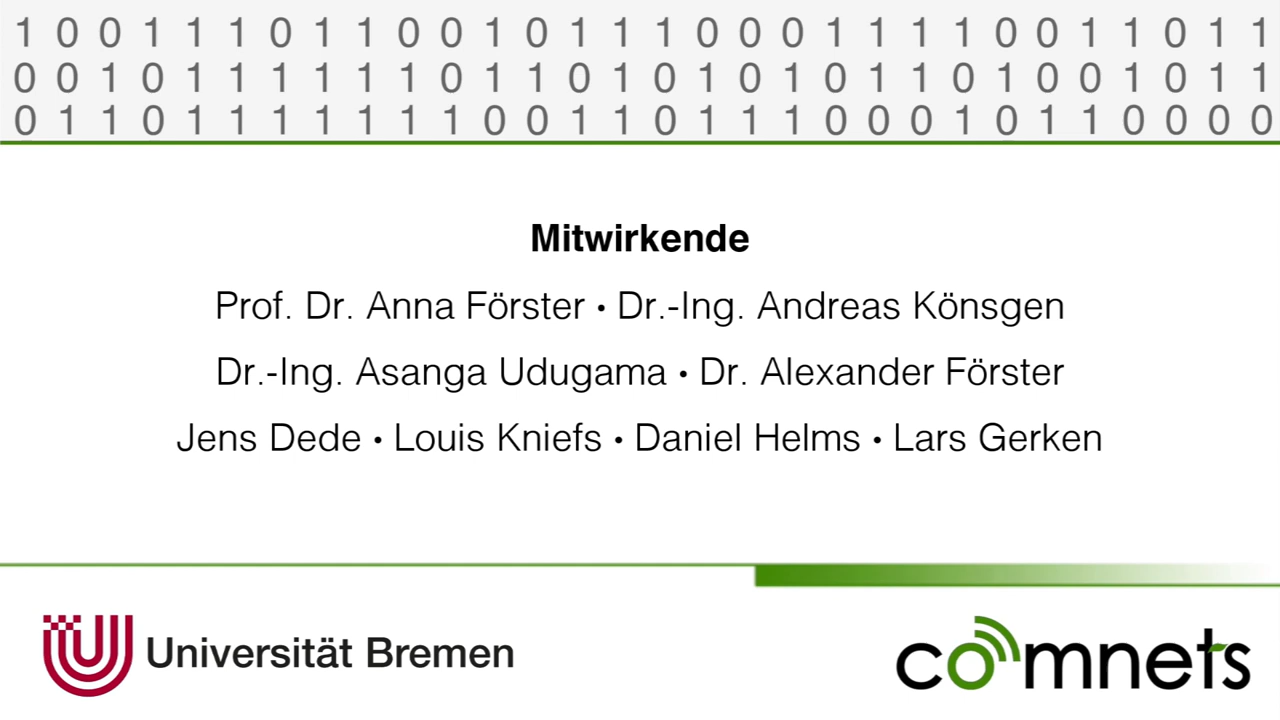 1 0 0 1 1 1 0 1 1 0 0 1 0 1 1 1 0 0 0 1 1 1 1 0 0 1 1 0 1 1
0 0 1 0 1 1 1 1 1 1 0 1 1 0 1 0 1 0 1 0 1 1 0 1 0 0 1 0 1 1
0 1 1 0 1 1 1 1 1 1 1 0 0 1 1 0 1 1 1 0 0 0 1 0 1 1 0 0 0 0
Mitwirkende
Prof. Dr. Anna Förster • Dr.-Ing. Andreas Könsgen
Dr.-Ing. Asanga Udugama • Dr. Alexander Förster
Jens Dede • Louis Kniefs • Daniel Helms • Lars Gerken
Universität Bremen
comnets